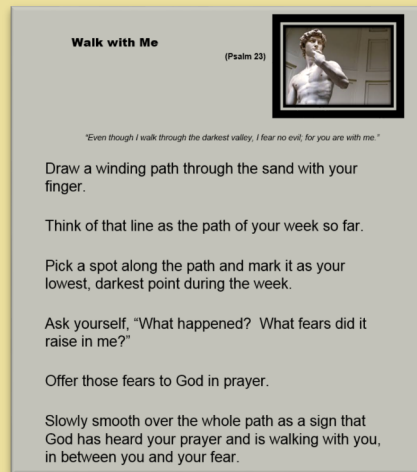 Walk with Me
(Psalm 23)
"Even though I walk through the darkest valley, I fear no evil; for you are with me."
Draw a winding path through the sand with your
finger.
Think of that line as the path of your week so far.
Pick a spot along the path and mark it as your
lowest, darkest point during the week.
Ask yourself, “What happened?  What fears did it
raise in me?”
Offer those fears to God in prayer.
Slowly smooth over the whole path as a sign that
God has heard your prayer and is walking with you,
in between you and your fear.